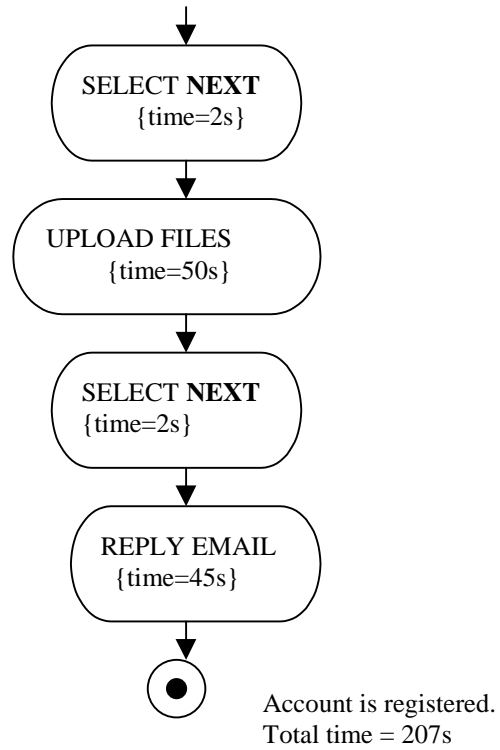 SELECT NEXT
{time=2s}
UPLOAD FILES
{time=50s}
SELECT NEXT
{time=2s}
REPLY EMAIL
{time=45s}
Account is registered.
Total time = 207s